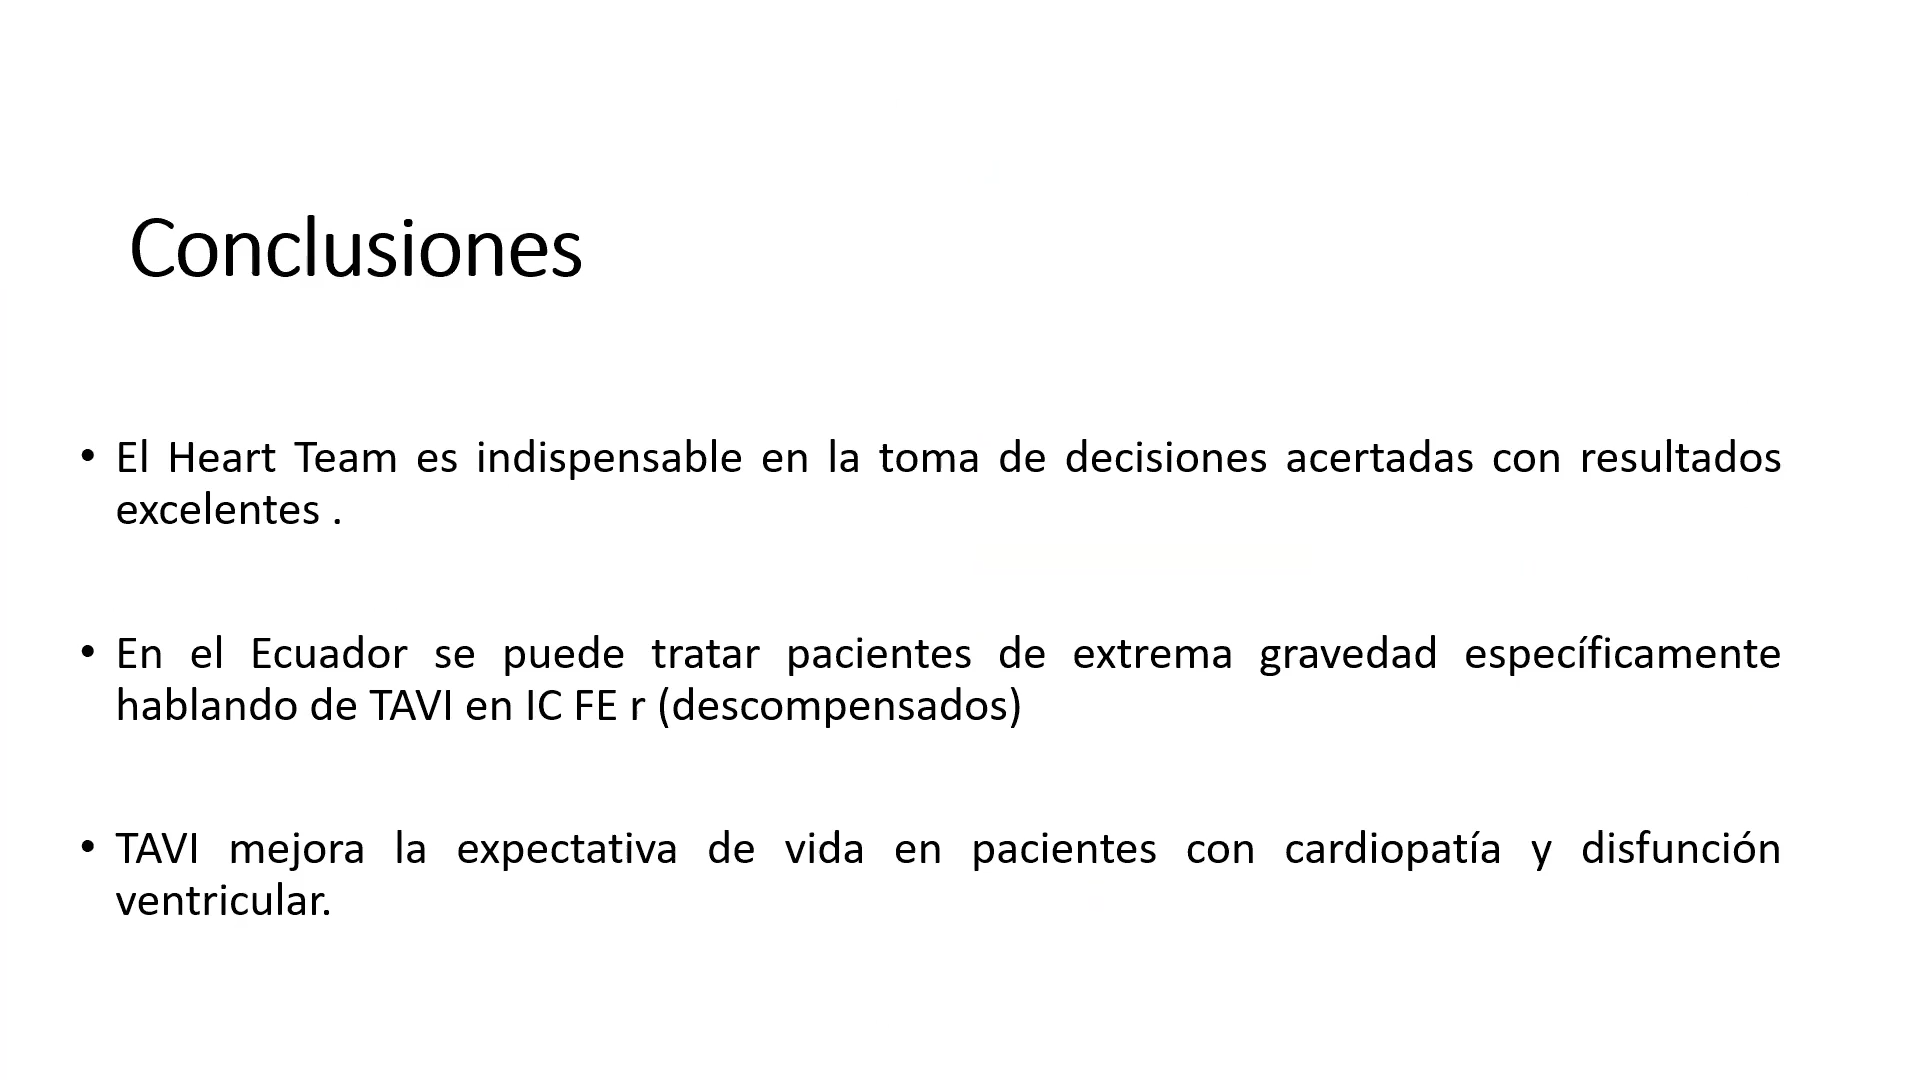 Conclusiones
• El Heart Team es indispensable en la toma de decisiones acertadas con resultados
excelentes .
• En el Ecuador se puede tratar pacientes de extrema gravedad específicamente
hablando de TAVI en IC FE r (descompensados)
• TAVI mejora la expectativa de vida en pacientes con cardiopatía y disfunción
ventricular.